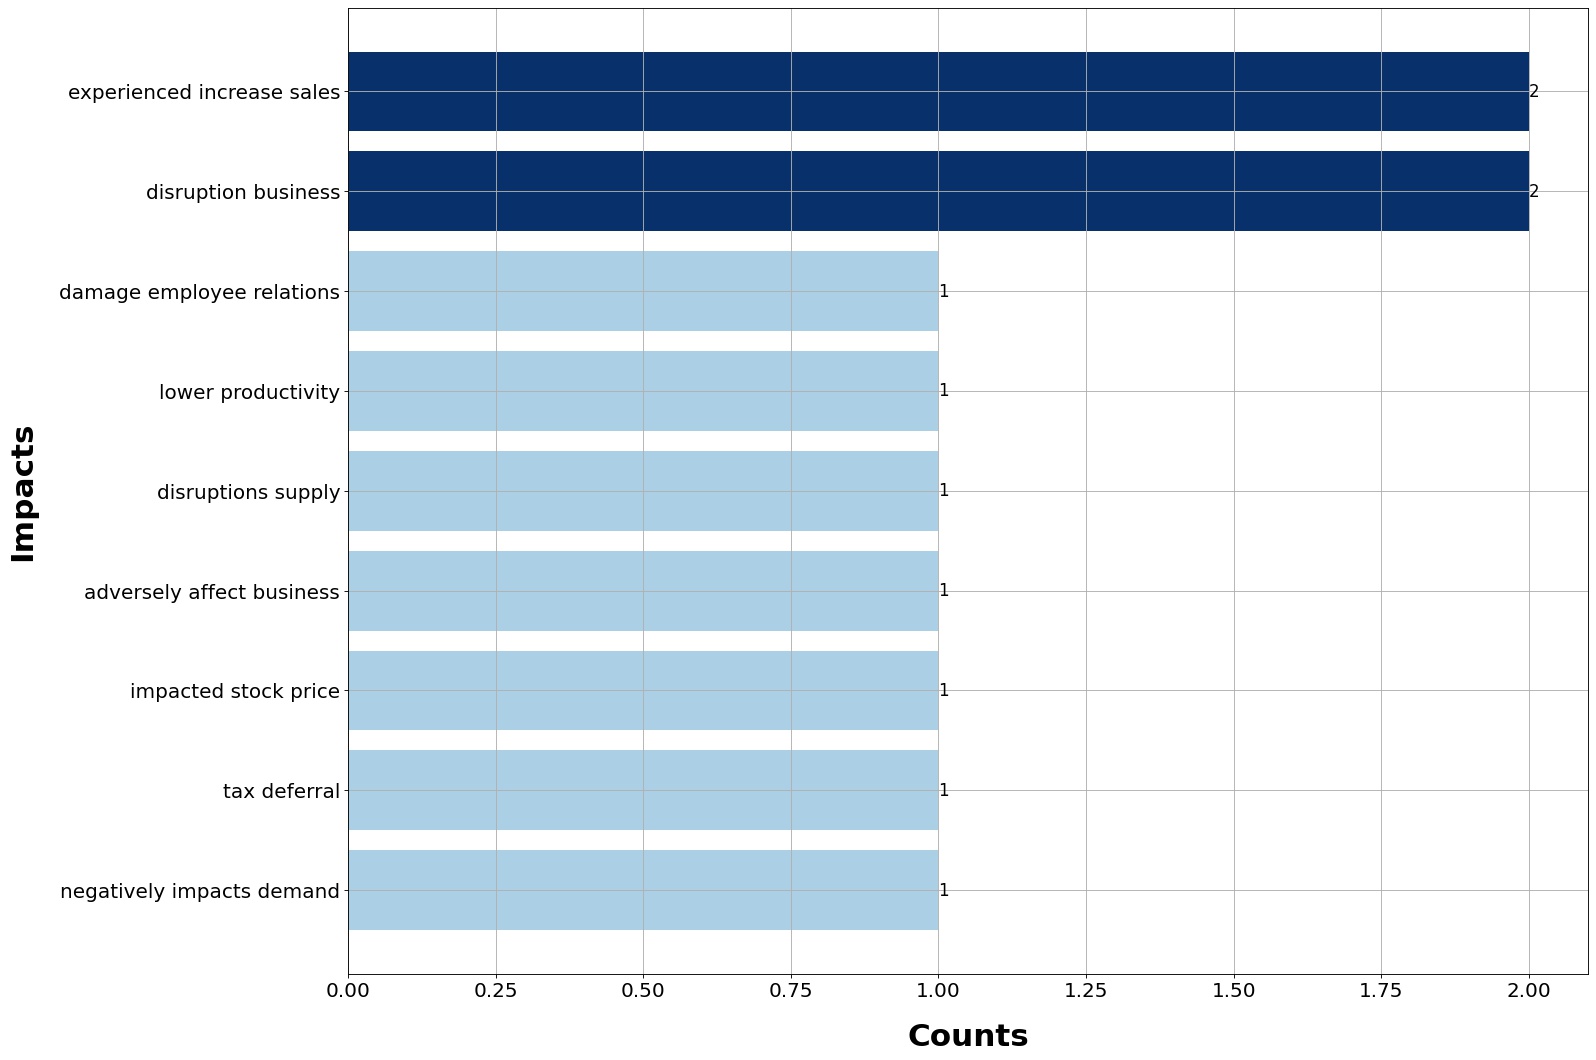 experienced increase sales
2
disruption business
2
damage employee relations
1
lower productivity
1
disruptions supply
1
adversely affect business
1
impacted stock price
1
tax deferral
1
negatively impacts demand
1
Impacts
0.00 0.25 0.50 0.75 1.00 1.25 1.50 1.75 2.00
Counts